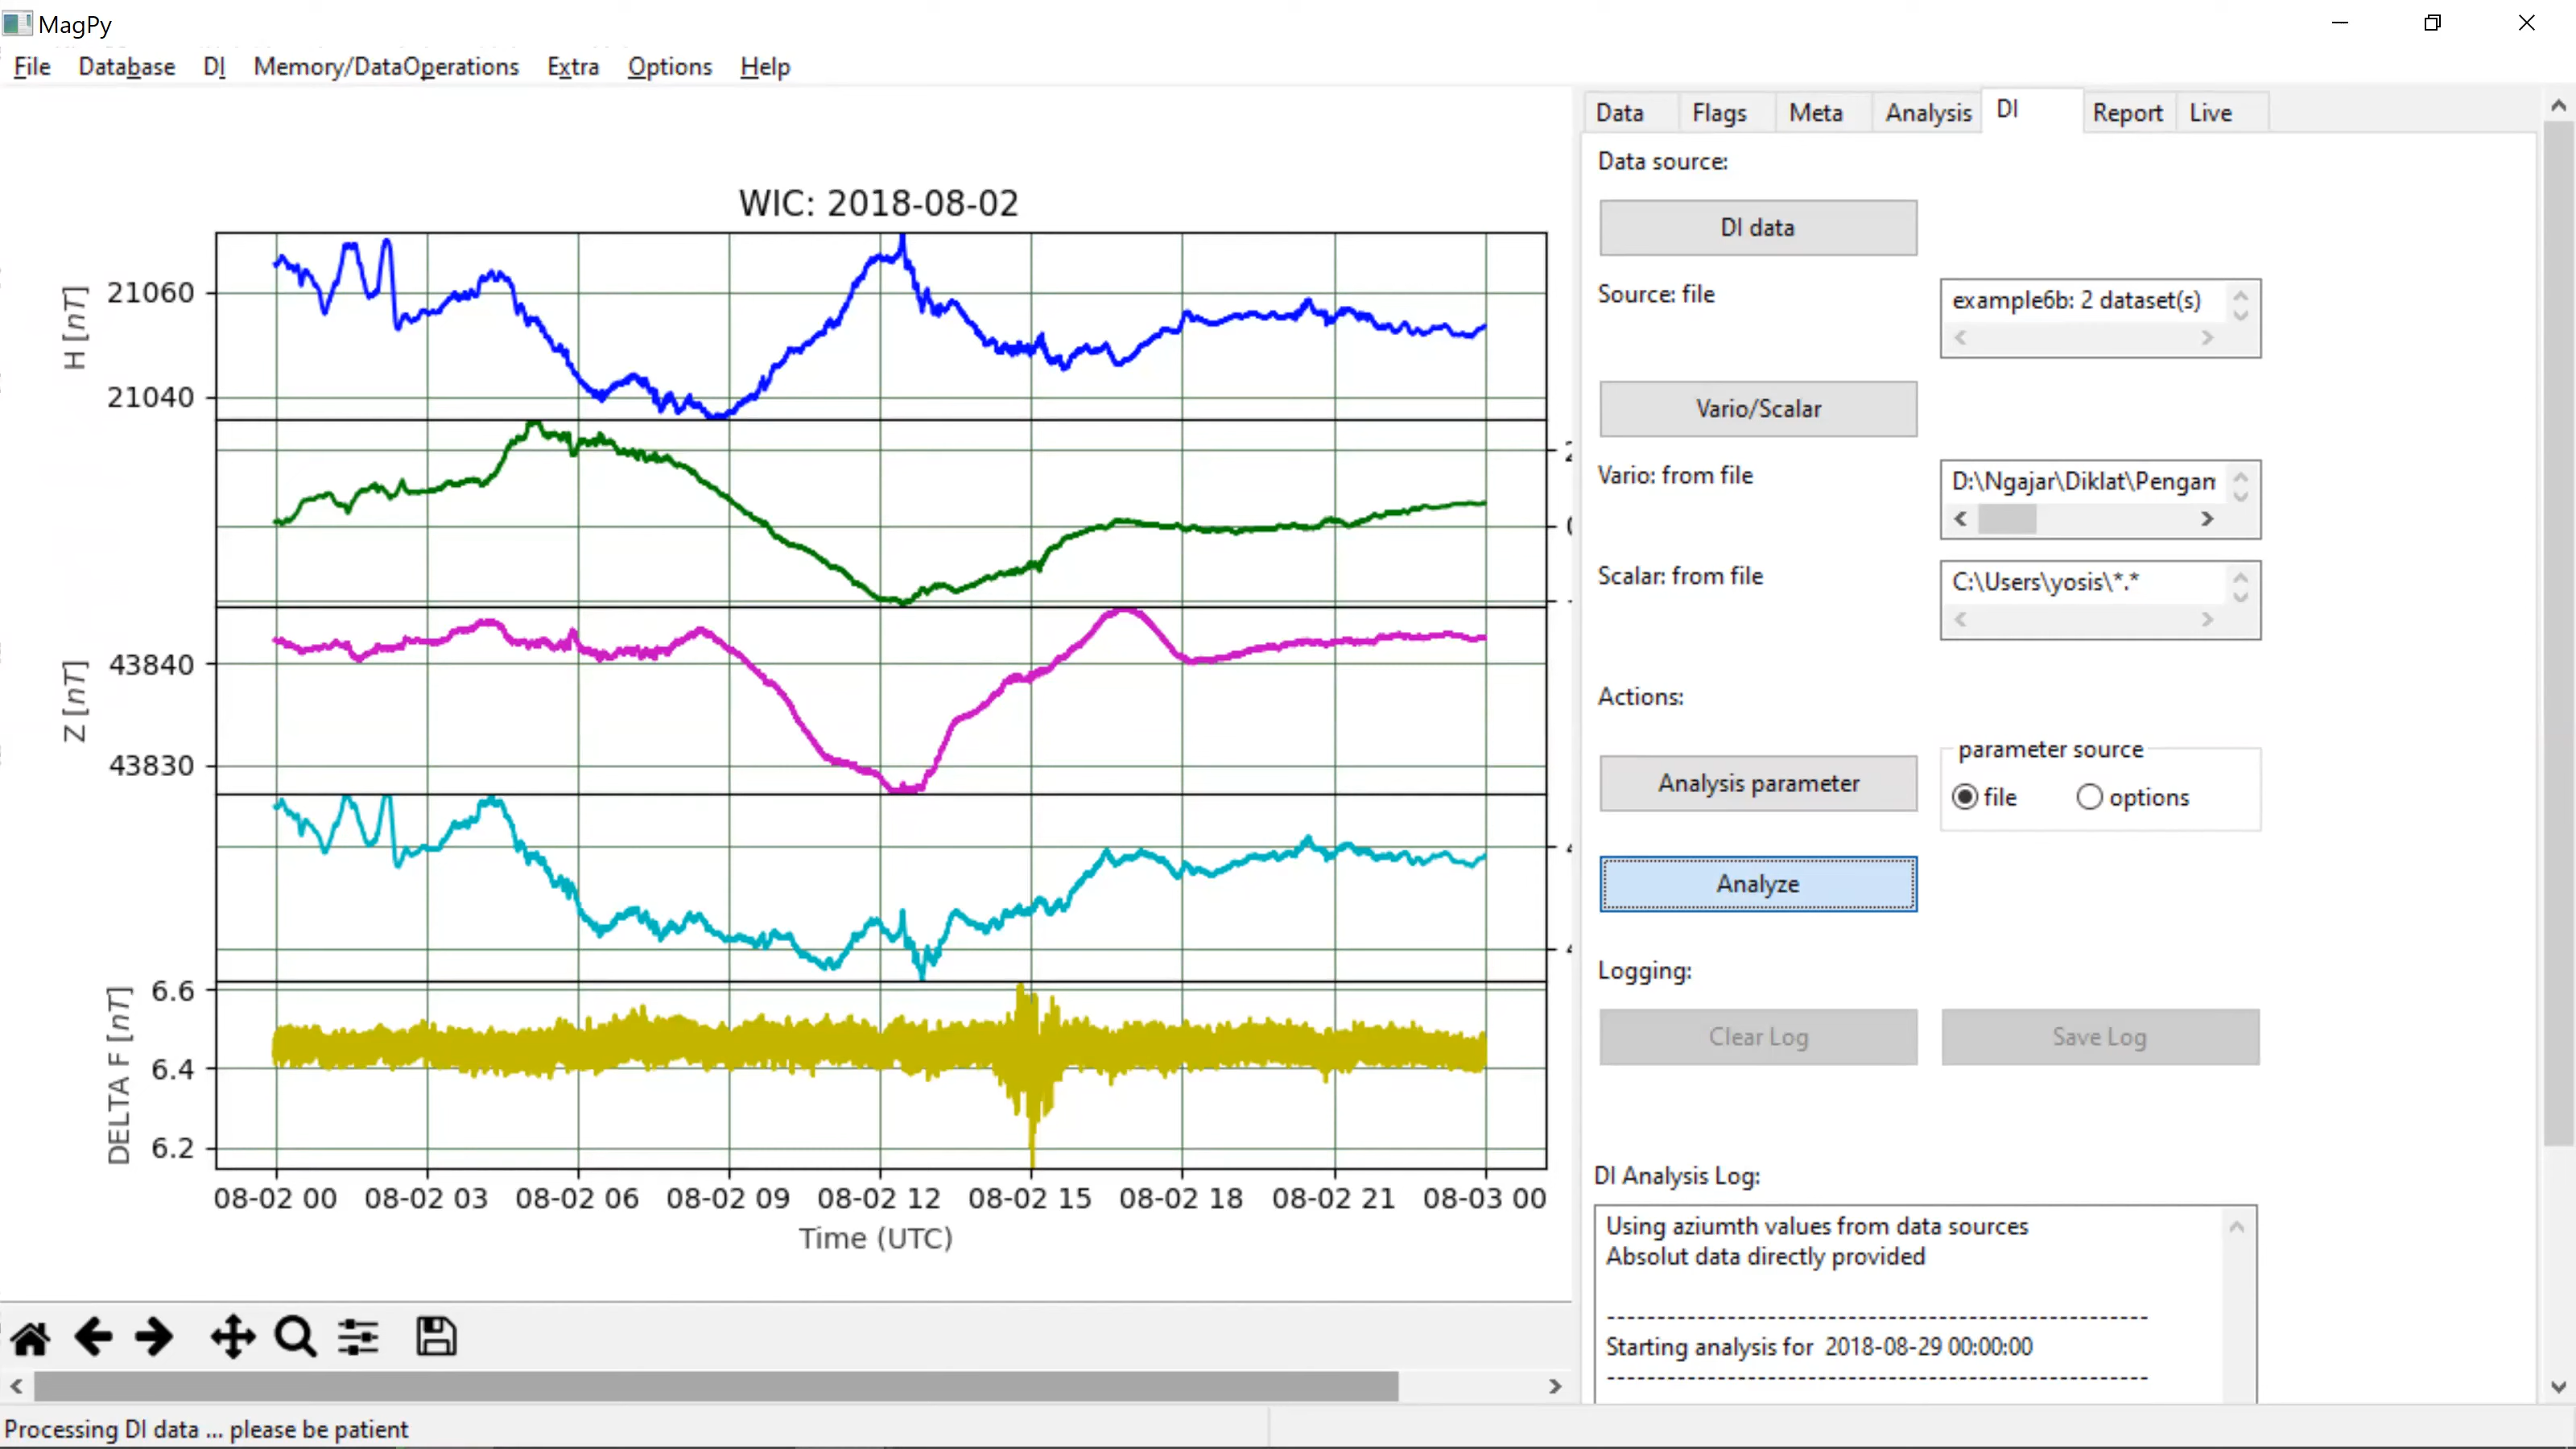 MagPy
File Database DI Memory/DataOperations Extra Options Help
Data Flags Meta Analysis DI Report Live
Data source:
DI data
Source: file
example6b: 2 dataset(s)
Vario/Scalar
Vario: from file
D:\Ngajar\Diklat\Pengam
Scalar: from file
C:\Users\yosis\*.*
Actions:
Analysis parameter
parameter source
file options
Analyze
Logging:
Clear Log Save Log
DI Analysis Log:
Using aziumth values from data sources
Absolut data directly provided
------------------------------------------------------
Starting analysis for 2018-08-29 00:00:00
------------------------------------------------------
WIC: 2018-08-02
H [nT]
21060
21040
Z [nT]
43840
43830
DELTA F [nT]
6.6
6.4
6.2
08-02 00 08-02 03 08-02 06 08-02 09 08-02 12 08-02 15 08-02 18 08-02 21 08-03 00
Time (UTC)
Processing DI data ... please be patient